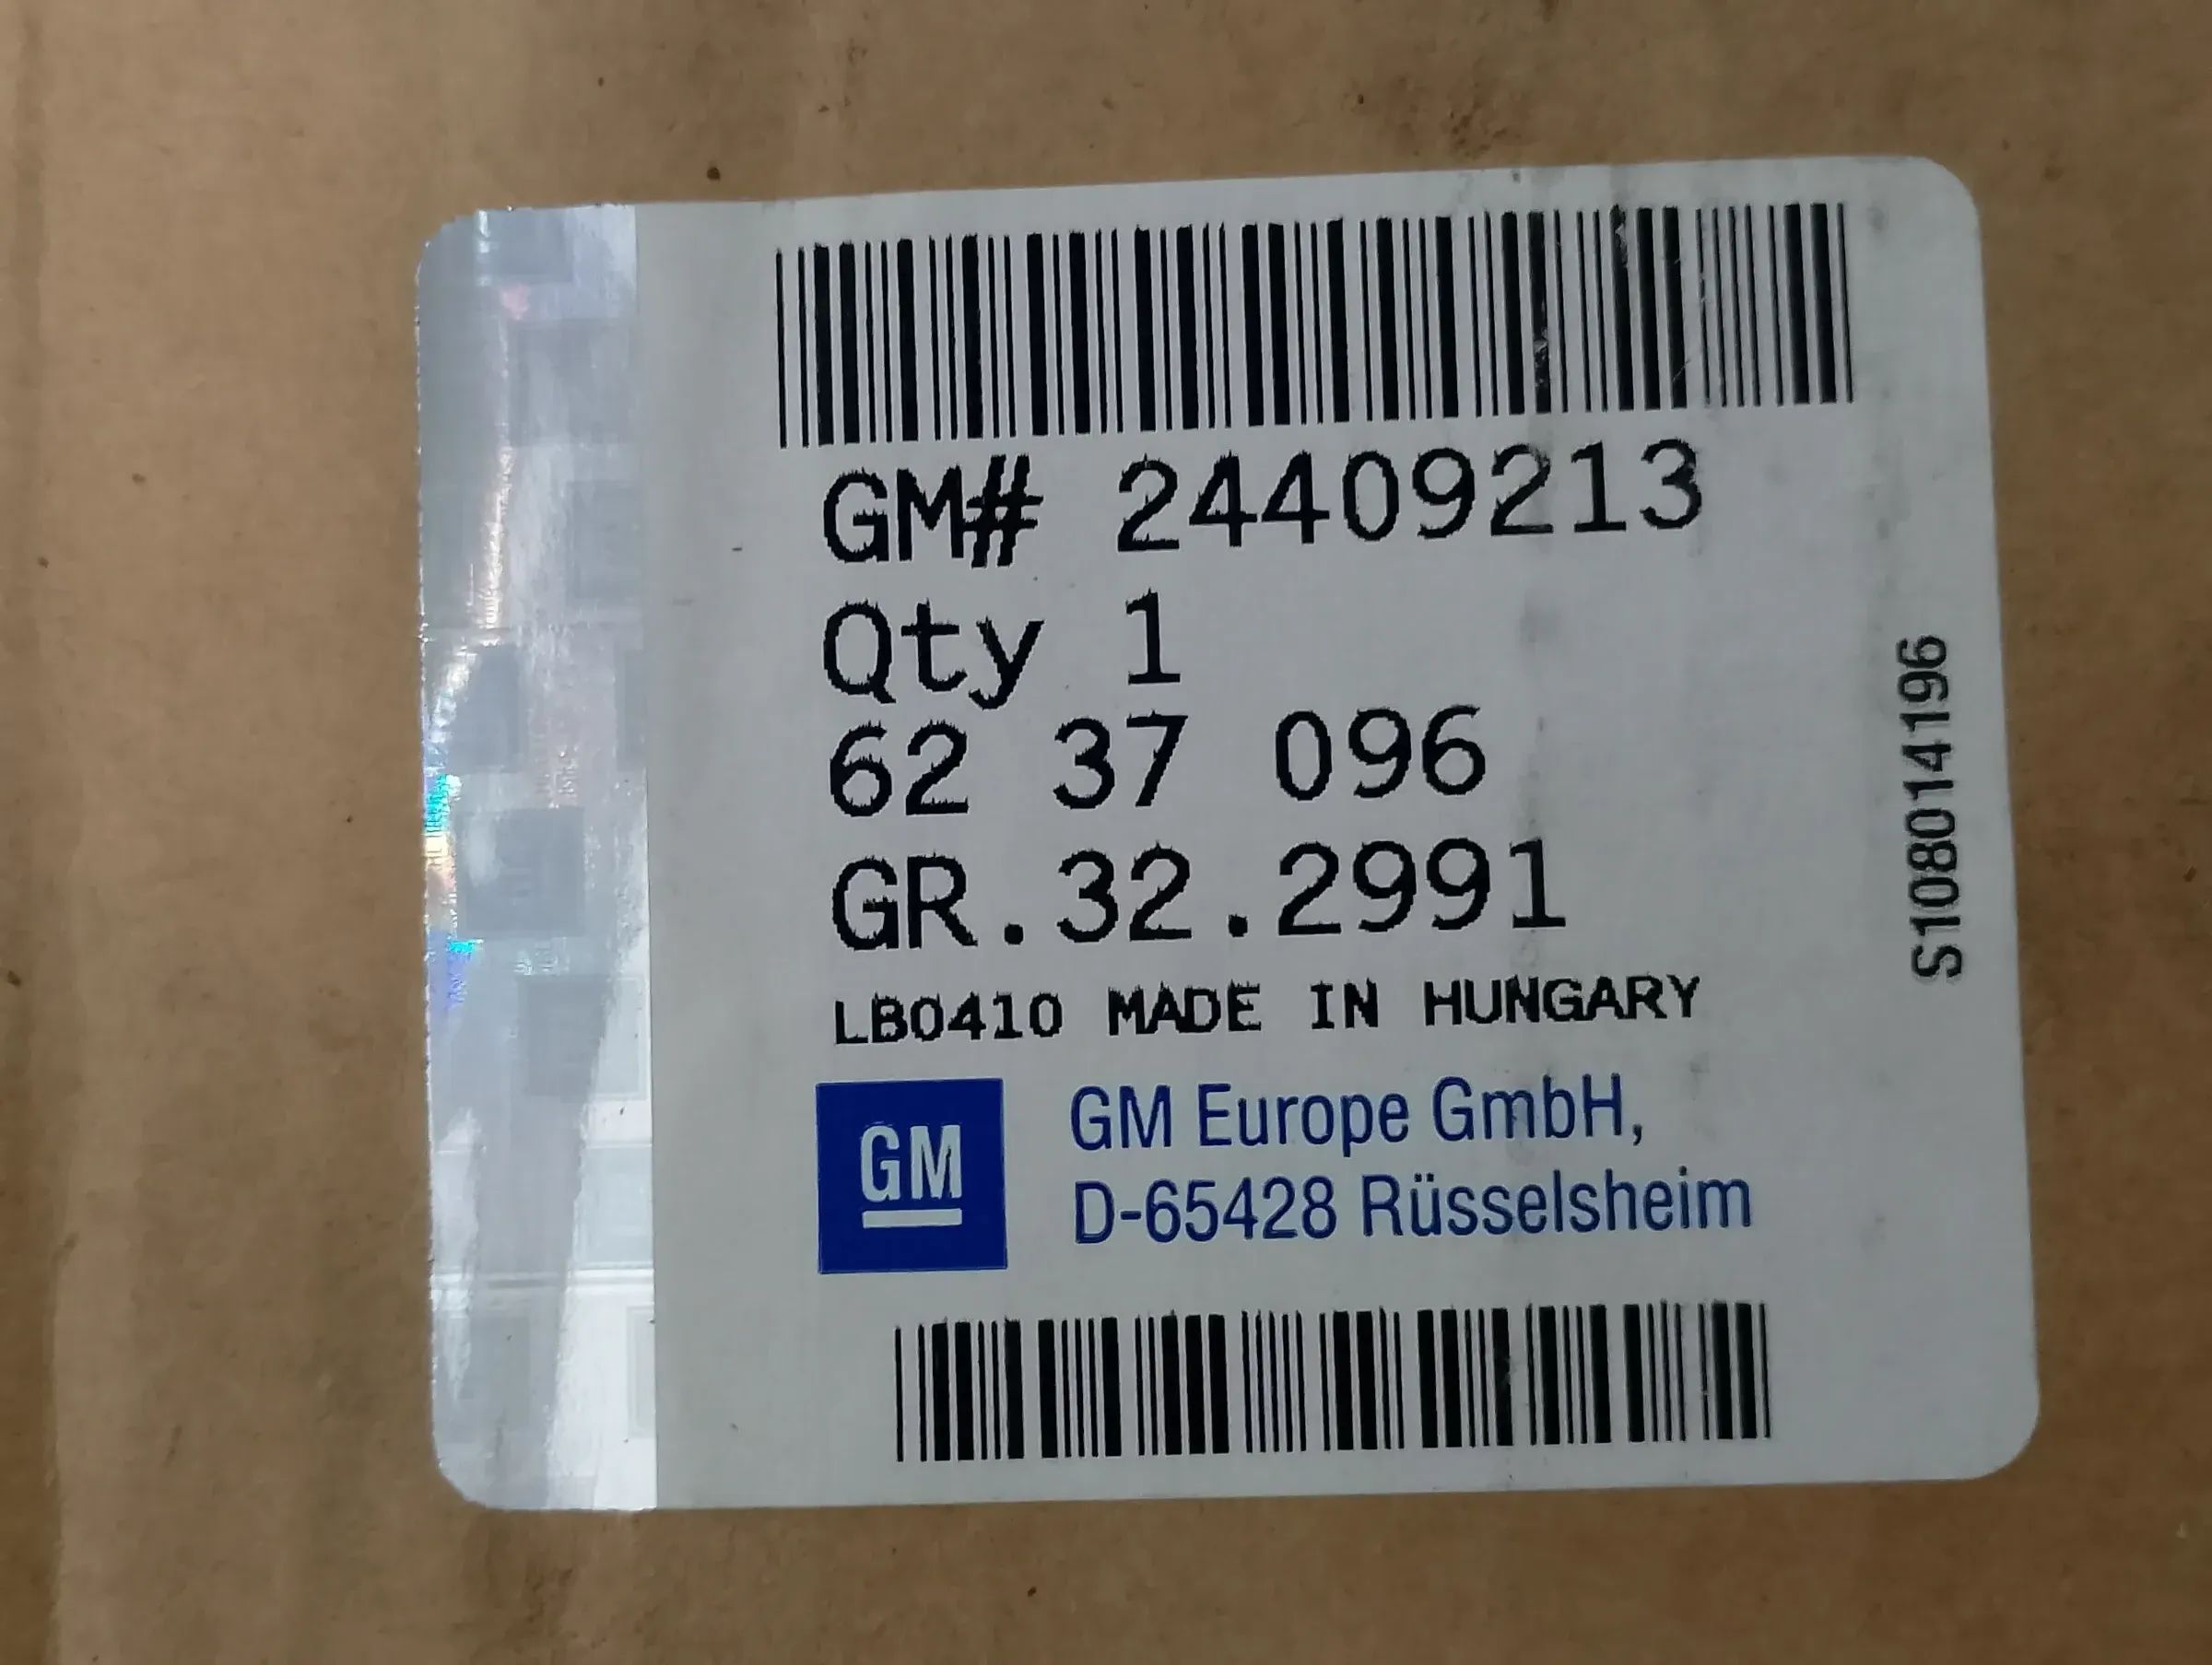 GM# 24409213
Qty 1
62 37 096
GR.32.2991
LB0410 MADE IN HUNGARY
GM
GM Europe GmbH,
D-65428 Rüsselsheim
S108014196